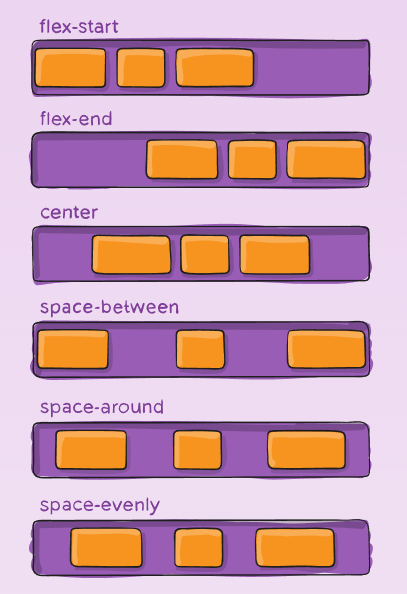 flex-start
flex-end
center
space-between
space-around
space-evenly